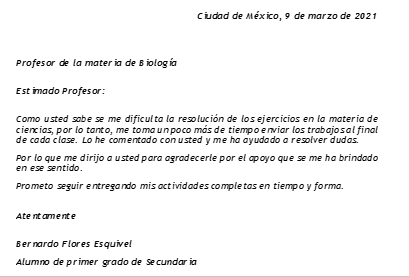 Ciudad de México, 9 de marzo de 2021
Profesor de la materia de Biología
Estimado Profesor:
Como usted sabe se me dificulta la resolución de los ejercicios en la materia de
ciencias, por lo tanto, me toma un poco más de tiempo enviar los trabajos al final
de cada clase. Lo he comentado con usted y me ha ayudado a resolver dudas.
Por lo que me dirijo a usted para agradecerle por el apoyo que se me ha brindado
en ese sentido.
Prometo seguir entregando mis actividades completas en tiempo y forma.
Atentamente
Bernardo Flores Esquivel
Alumno de primer grado de Secundaria